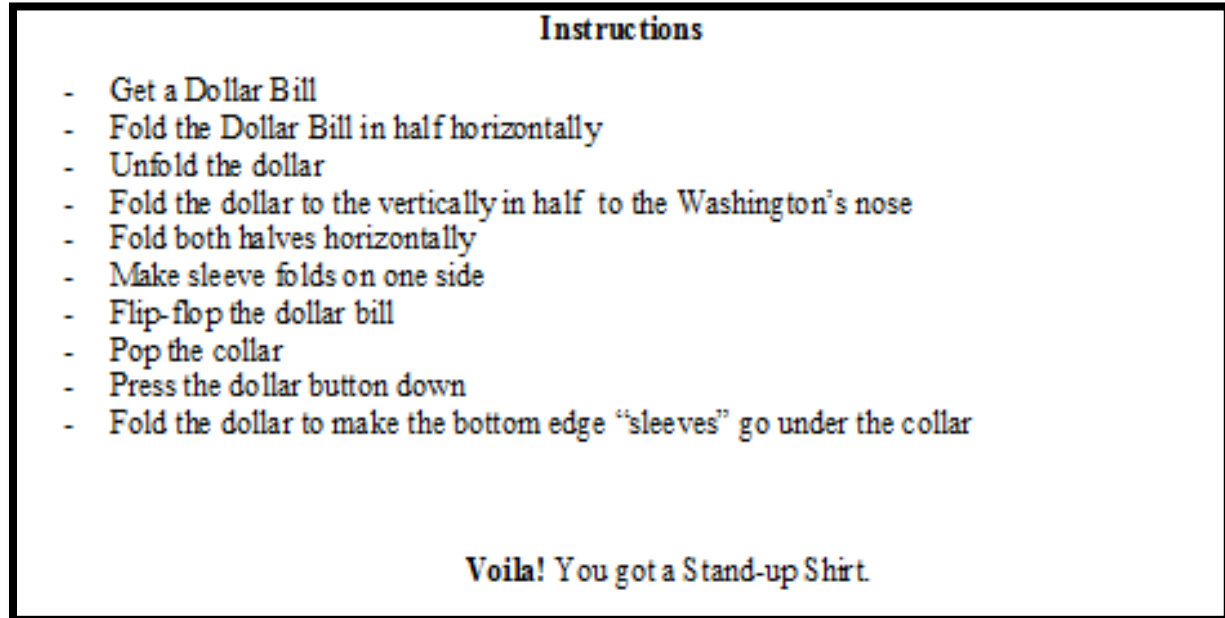 Instructions
- Get a Dollar Bill
- Fold the Dollar Bill in half horizontally
- Unfold the dollar
- Fold the dollar to the vertically in half to the Washington's nose
- Fold both halves horizontally
- Make sleeve folds on one side
- Flip-flop the dollar bill
- Pop the collar
- Press the dollar button down
- Fold the dollar to make the bottom edge “sleeves” go under the collar
Voila! You got a Stand-up Shirt.